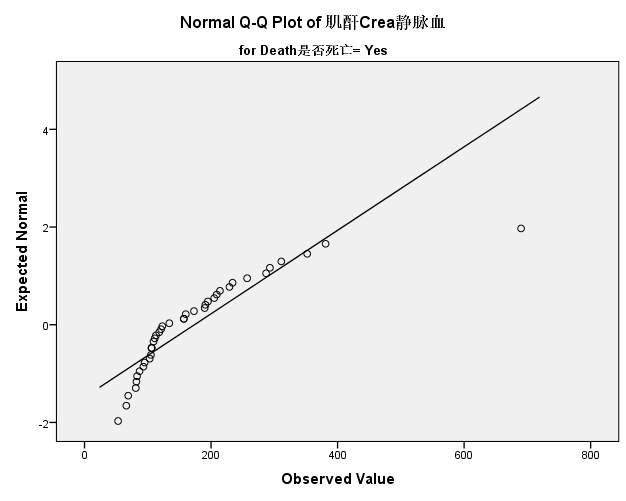 Normal Q-Q Plot of 肌酐Crea静脉血
for Death是否死亡= Yes
Expected Normal
4
2
0
-2
0 200 400 600 800
Observed Value